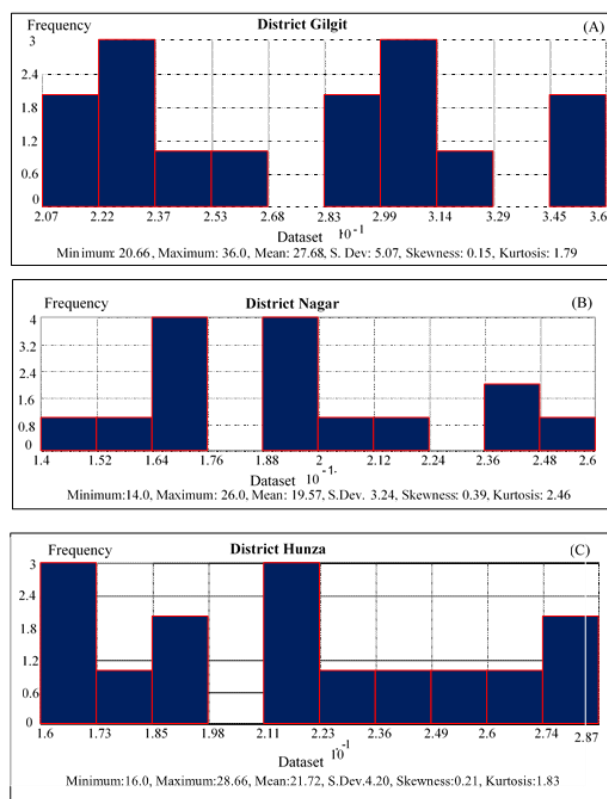 Frequency District Gilgit (A)
3
2.4
1.8
1.2
0.6
0
2.07 2.22 2.37 2.53 2.68 2.83 2.99 3.14 3.29 3.45 3.6
Dataset 10⁻¹
Minimum: 20.66, Maximum: 36.0, Mean: 27.68, S. Dev: 5.07, Skewness: 0.15, Kurtosis: 1.79
Frequency District Nagar (B)
4
3.2
2.4
1.6
0.8
0
1.4 1.52 1.64 1.76 1.88 2 2.12 2.24 2.36 2.48 2.6
Dataset 10⁻¹
Minimum:14.0, Maximum: 26.0, Mean: 19.57, S.Dev. 3.24, Skewness: 0.39, Kurtosis: 2.46
Frequency District Hunza (C)
3
2.4
1.8
1.2
0.6
0
1.6 1.73 1.85 1.98 2.11 2.23 2.36 2.49 2.6 2.74 2.87
Dataset 10⁻¹
Minimum:16.0, Maximum:28.66, Mean:21.72, S.Dev.4.20, Skewness:0.21, Kurtosis:1.83